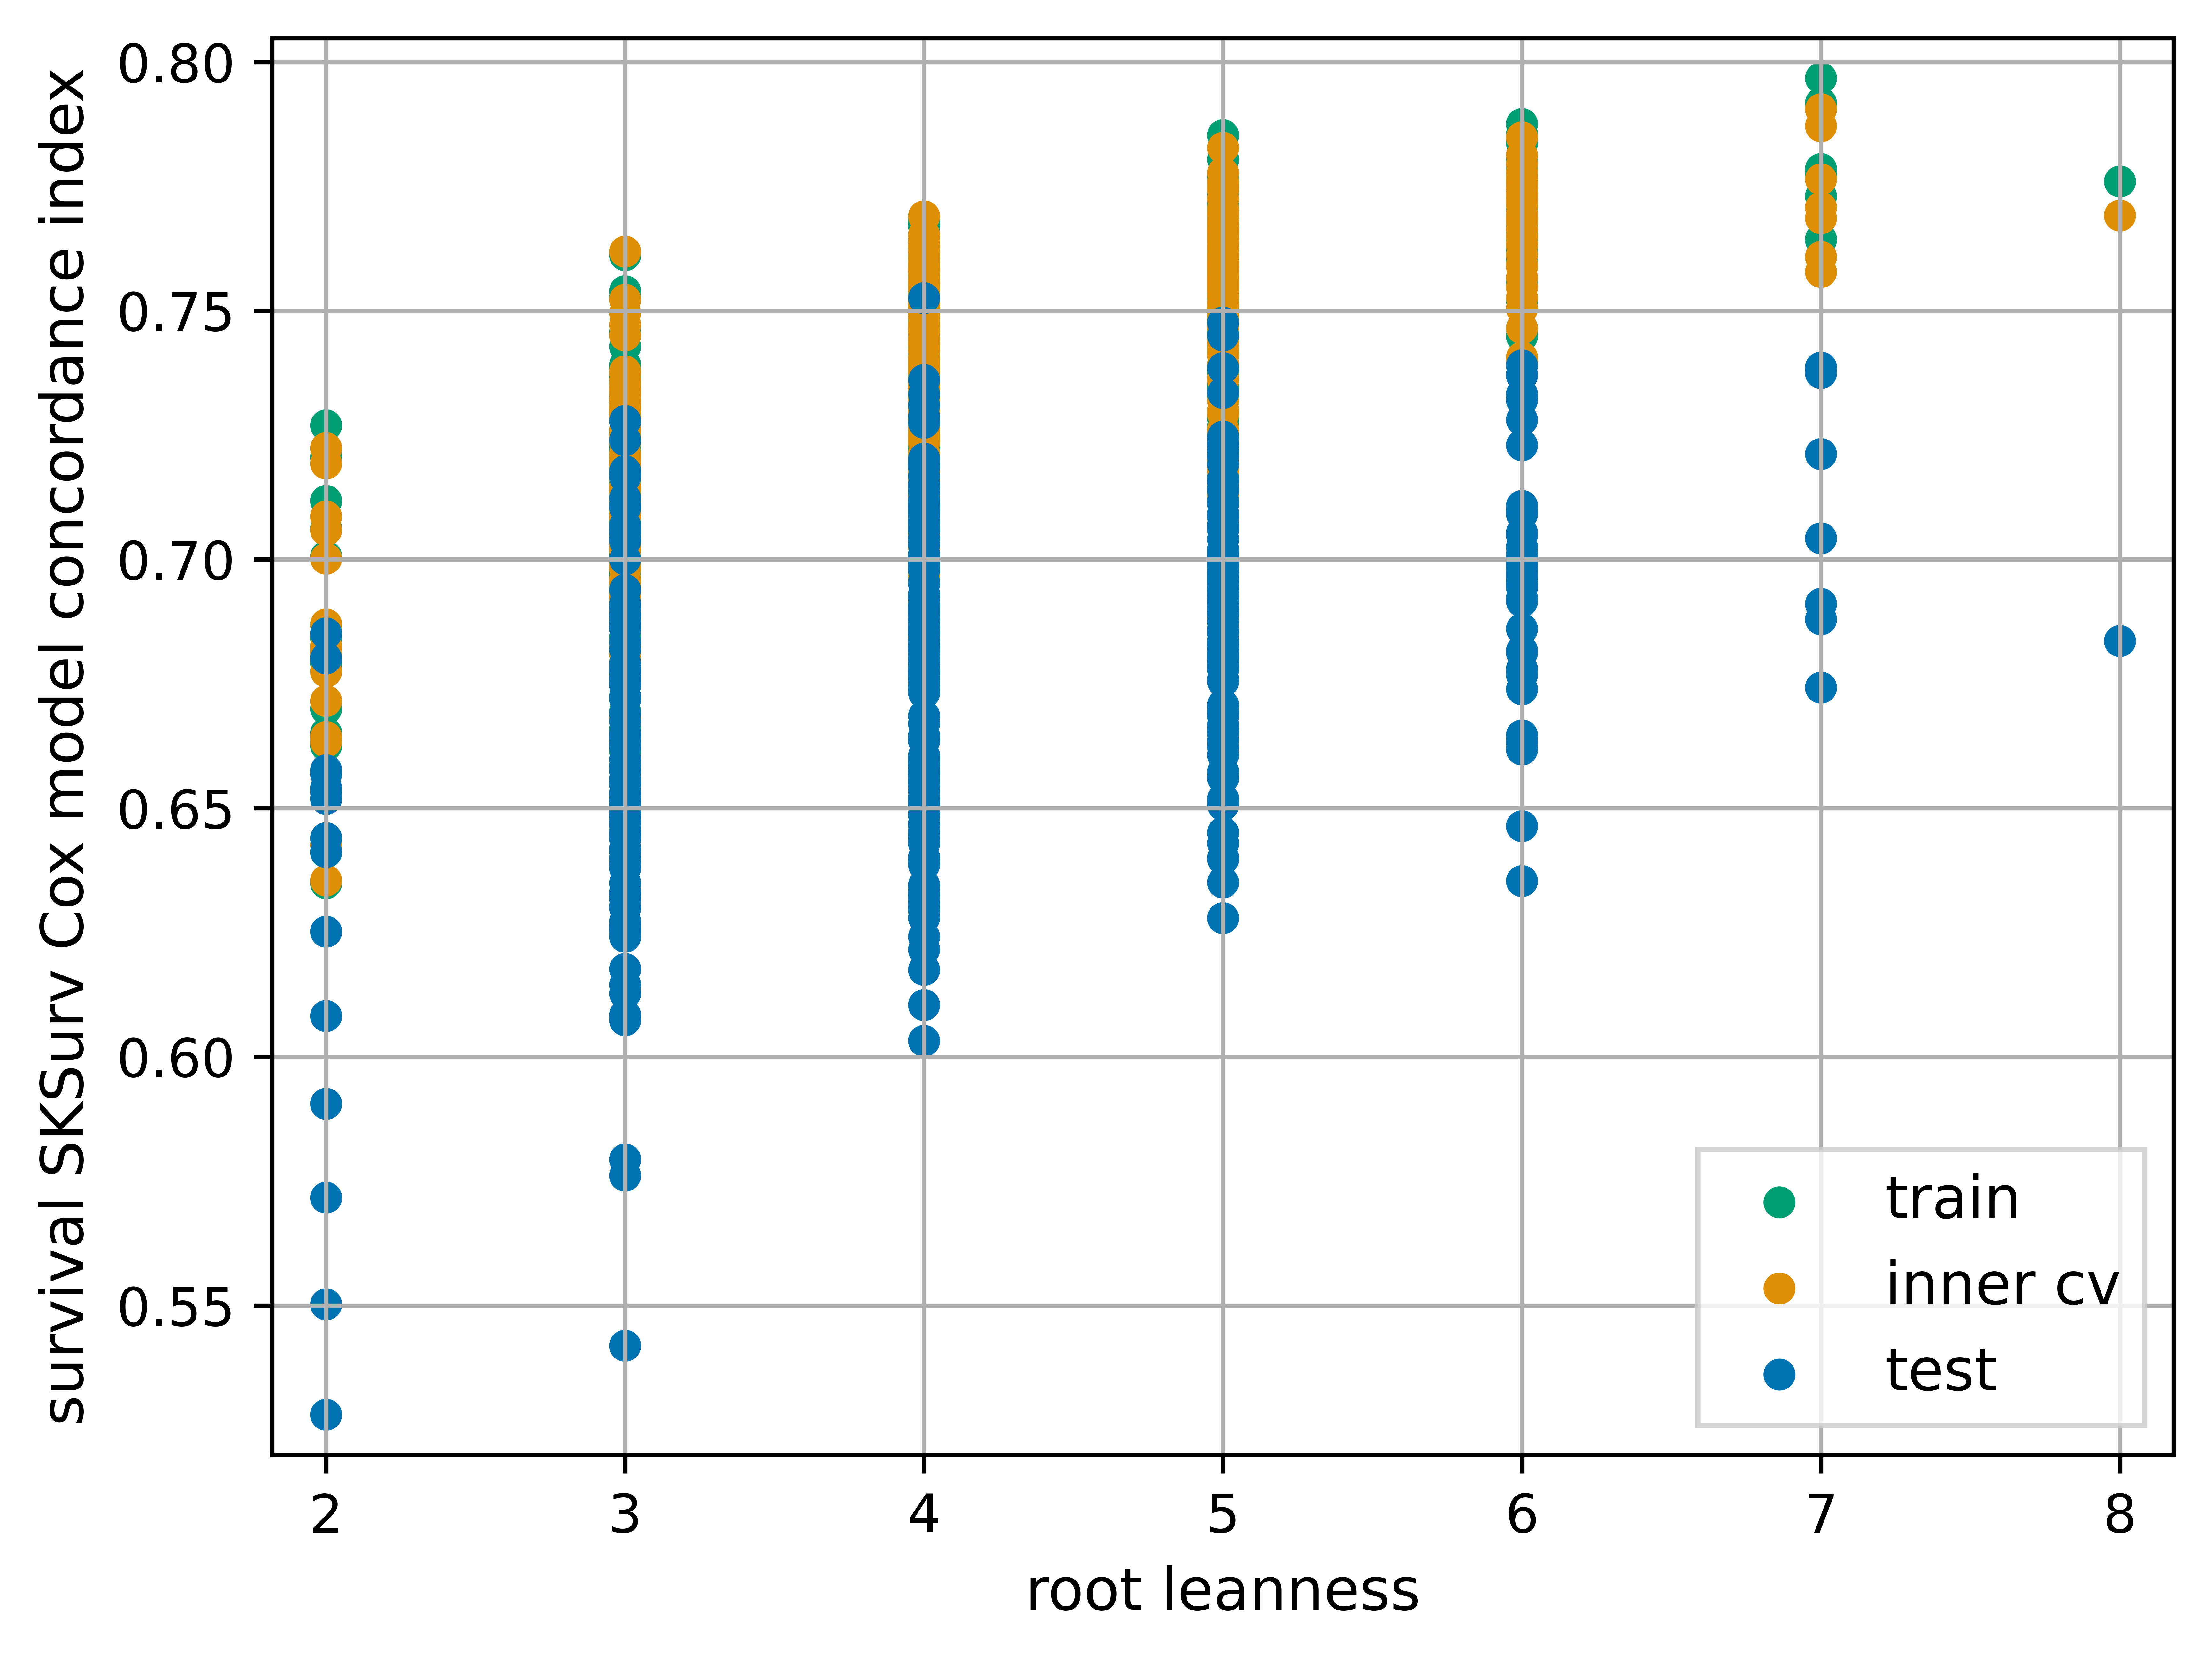 survival SKSurv Cox model concordance index
0.80
0.75
0.70
0.65
0.60
0.55
train
inner cv
test
2 3 4 5 6 7 8
root leanness